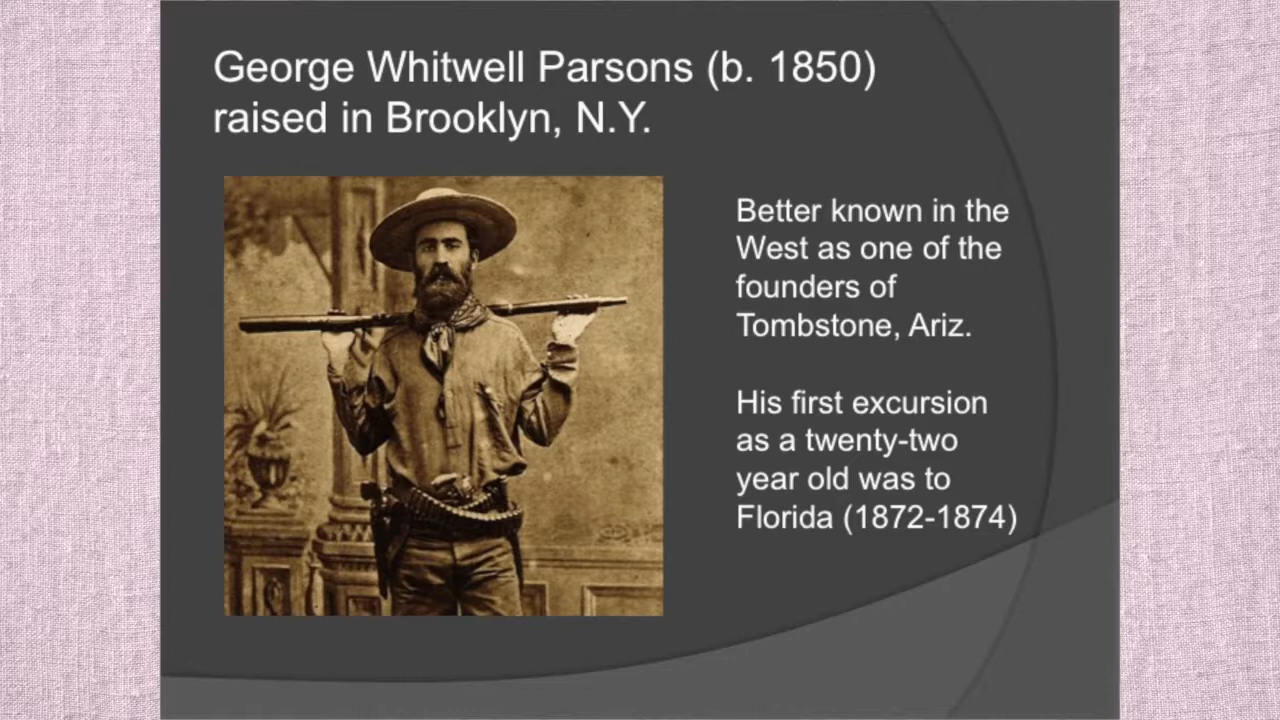 George Whitwell Parsons (b. 1850)
raised in Brooklyn, N.Y.
Better known in the
West as one of the
founders of
Tombstone, Ariz.
His first excursion
as a twenty-two
year old was to
Florida (1872-1874)